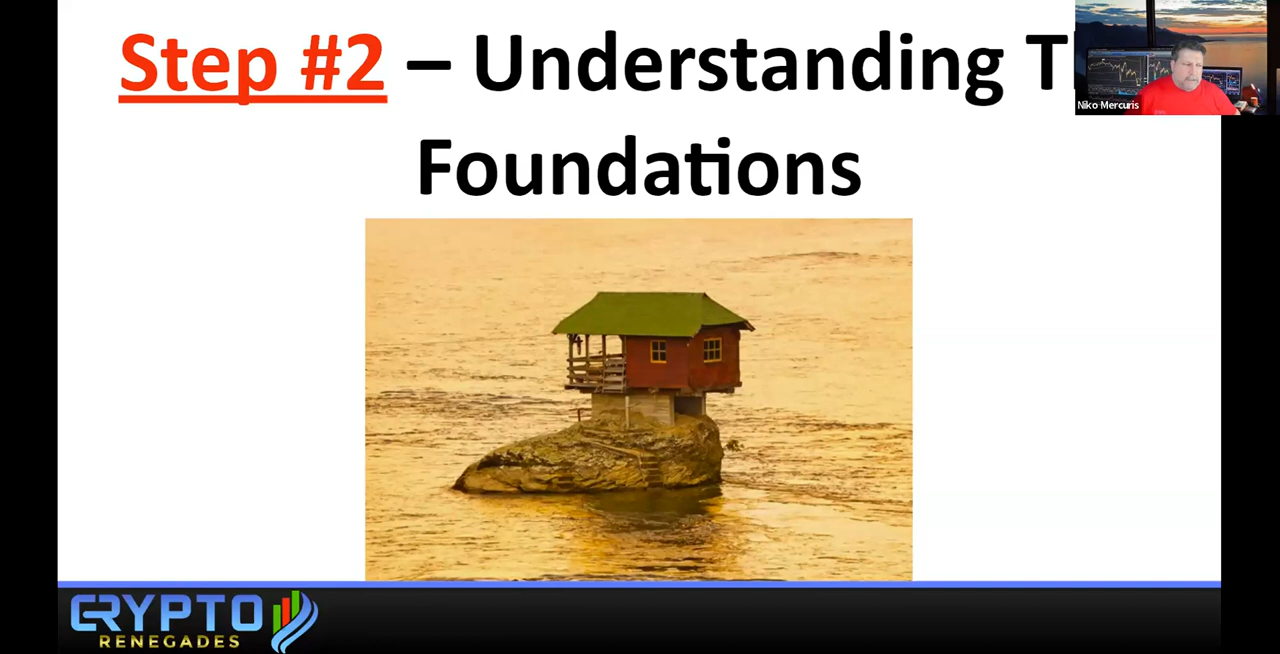 Step #2 – Understanding T
Foundations
Niko Mercuris
CRYPTO
RENEGADES